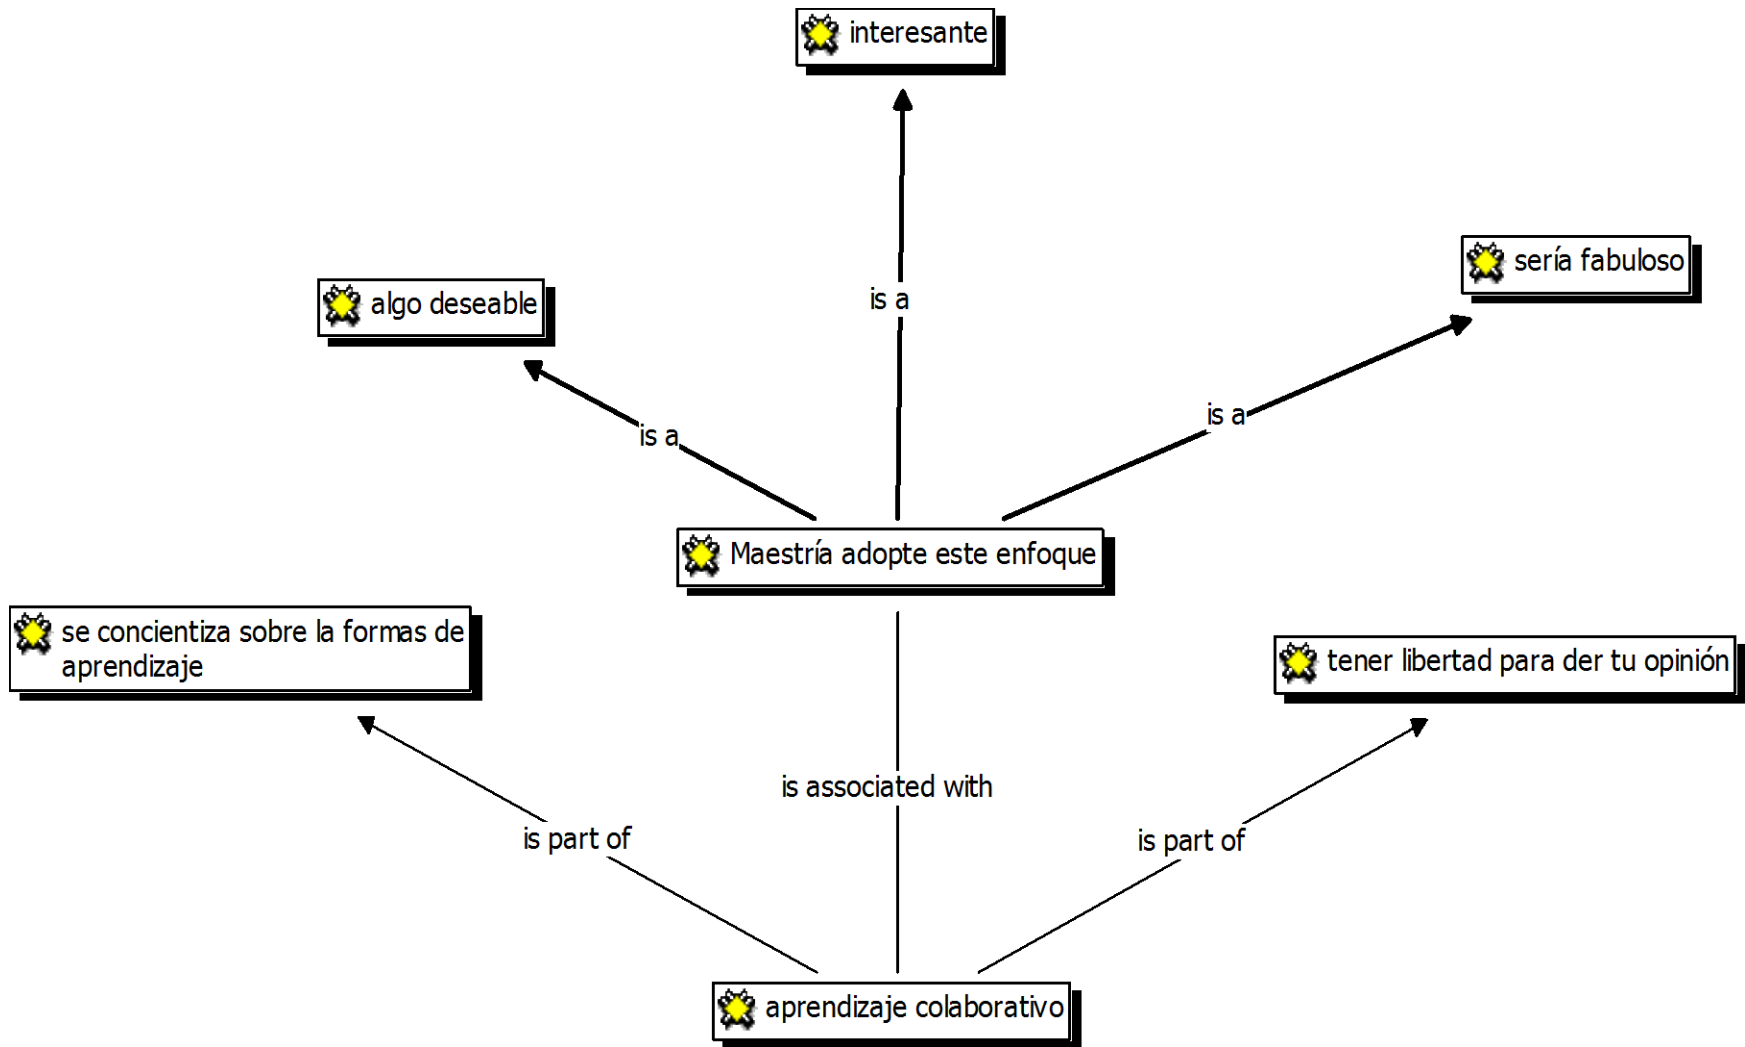 interesante
sería fabuloso
algo deseable
is a
is a
is a
Maestría adopte este enfoque
se concientiza sobre la formas de
aprendizaje
tener libertad para der tu opinión
is associated with
is part of
is part of
aprendizaje colaborativo